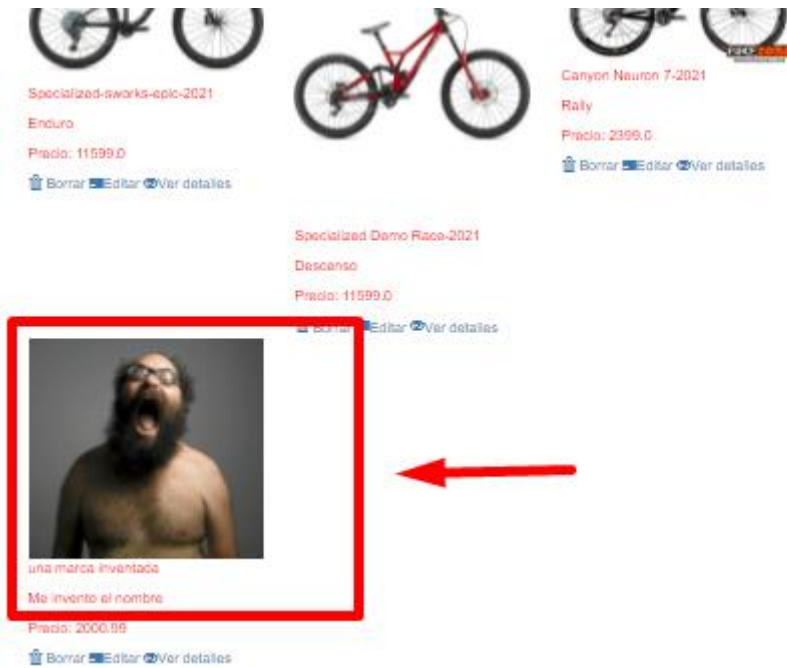 Specialized-sworks-epic-2021
Enduro
Precio: 11599.0
Borrar Editar Ver detalles
Specialized Demo Race-2021
Descenso
Precio: 11599.0
Borrar Editar Ver detalles
Canyon Neuron 7-2021
Rally
Precio: 2399.0
Borrar Editar Ver detalles
una marca inventada
Me invento el nombre
Precio: 2000.99
Borrar Editar Ver detalles